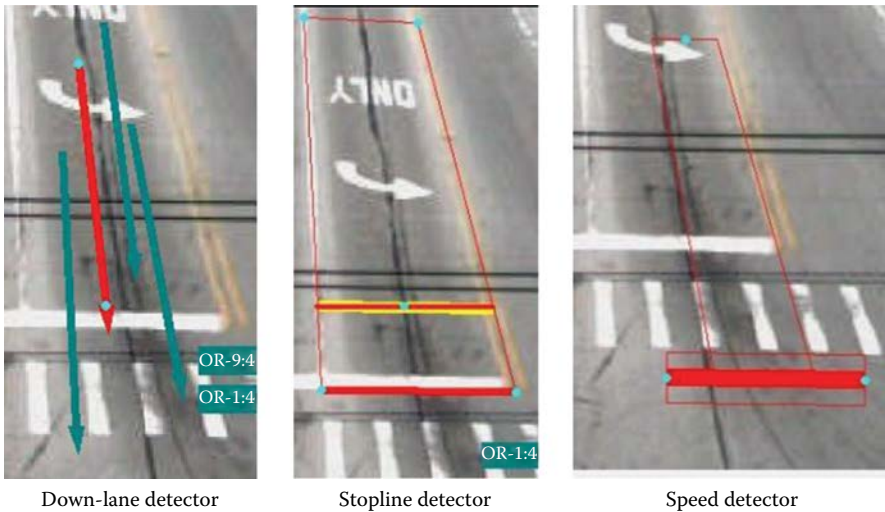 ONLY
OR-9:4
OR-1:4
Down-lane detector
ONLY
OR-1:4
Stopline detector
Speed detector